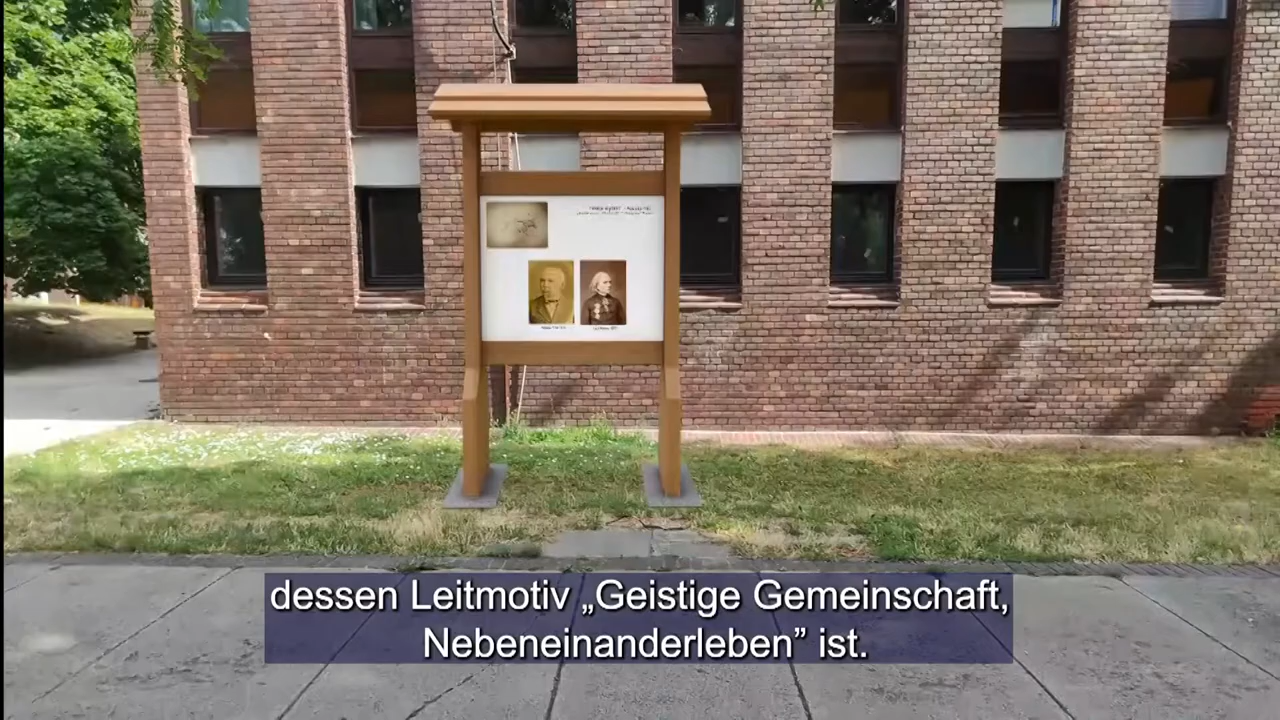 dessen Leitmotiv „Geistige Gemeinschaft,
Nebeneinanderleben” ist.